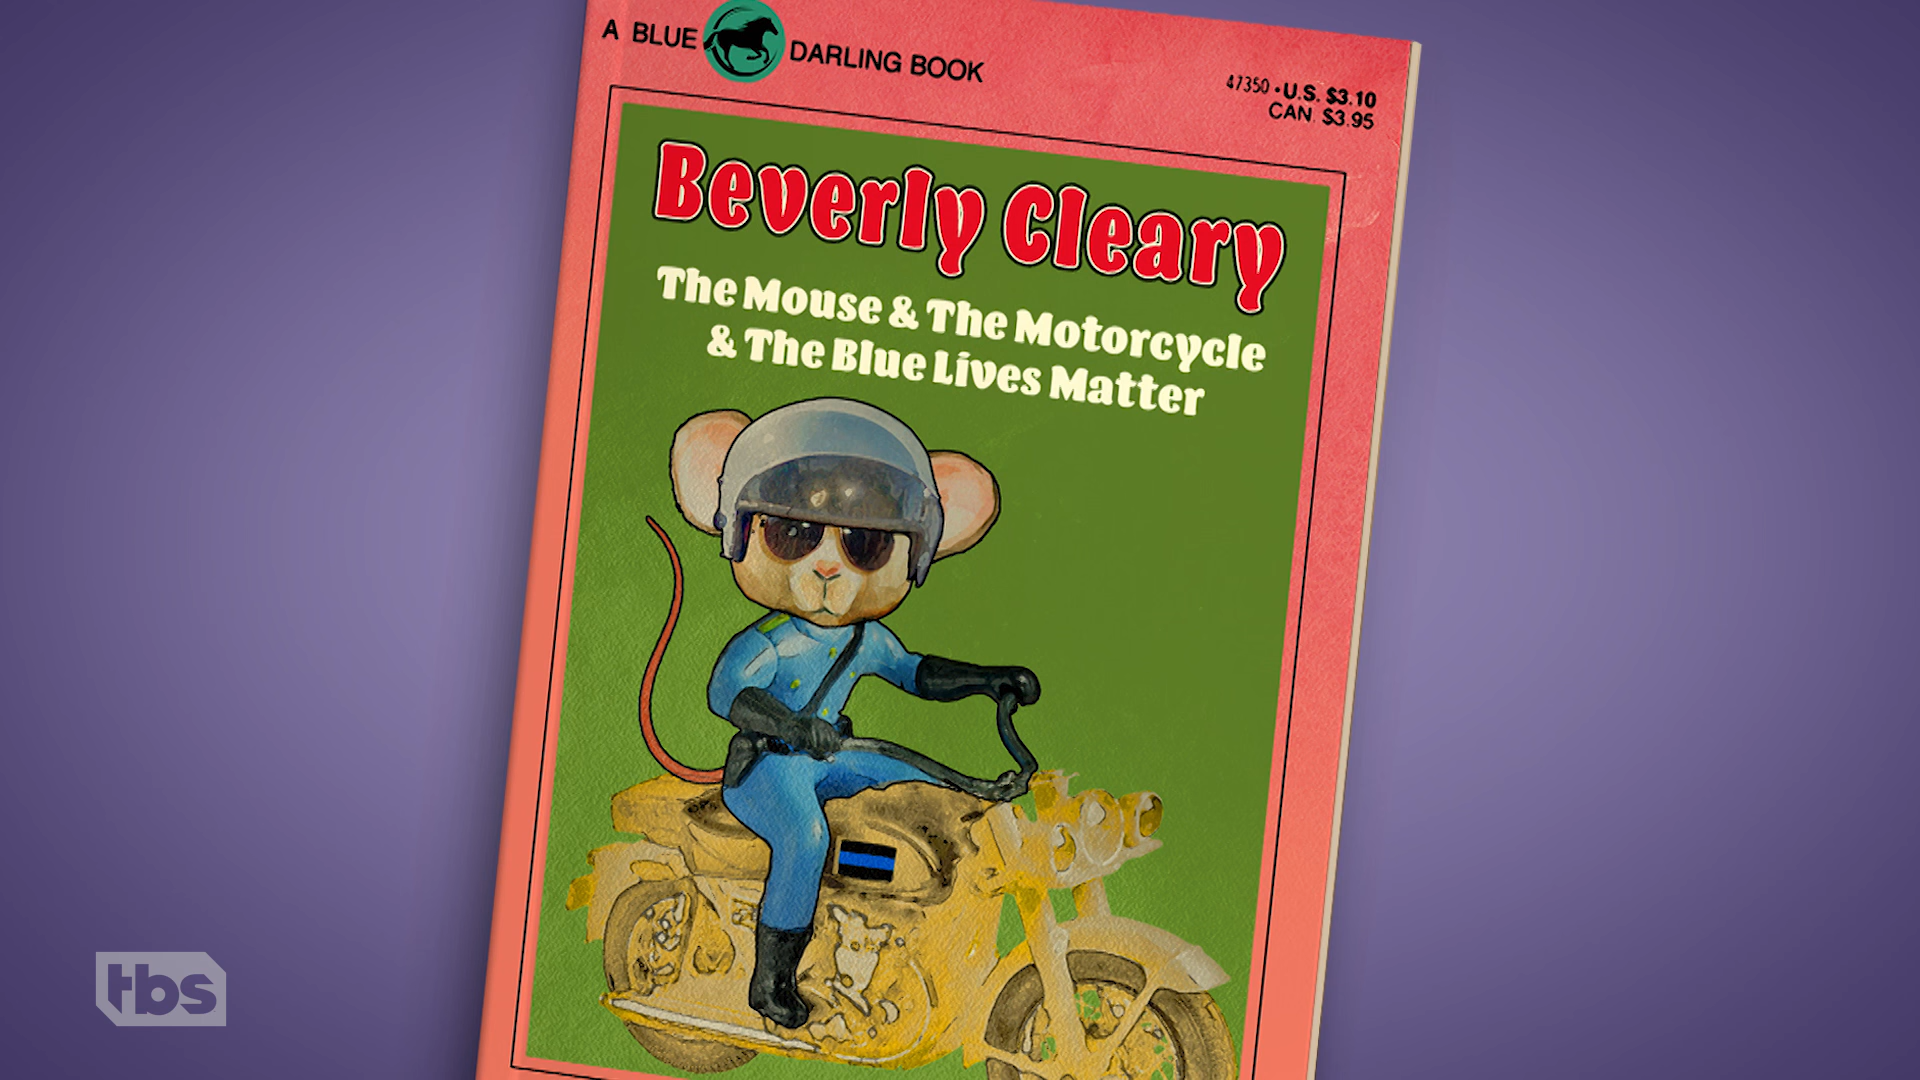 A BLUE DARLING BOOK
47350 • U.S. $3.10
CAN. $3.95
Beverly Cleary
The Mouse & The Motorcycle
& The Blue Lives Matter
tbs